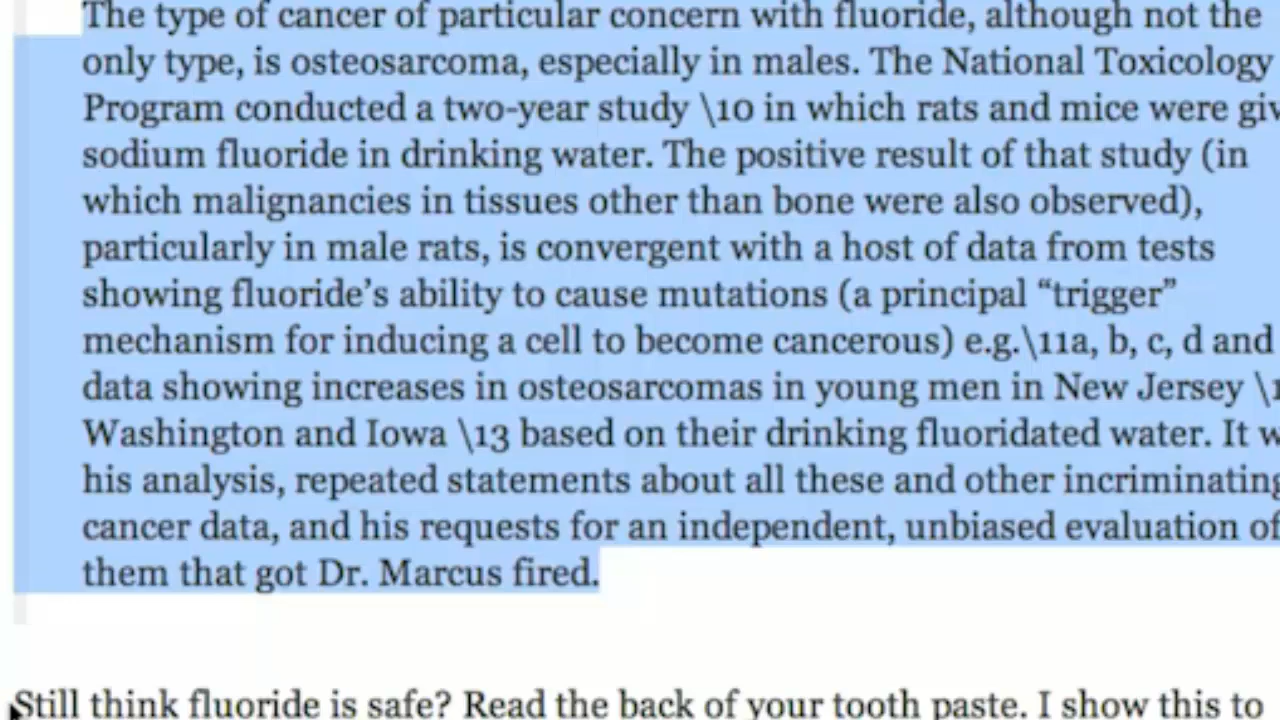 The type of cancer of particular concern with fluoride, although not the
only type, is osteosarcoma, especially in males. The National Toxicology
Program conducted a two-year study \10 in which rats and mice were giv
sodium fluoride in drinking water. The positive result of that study (in
which malignancies in tissues other than bone were also observed),
particularly in male rats, is convergent with a host of data from tests
showing fluoride’s ability to cause mutations (a principal “trigger”
mechanism for inducing a cell to become cancerous) e.g.\11a, b, c, d and
data showing increases in osteosarcomas in young men in New Jersey \1
Washington and Iowa \13 based on their drinking fluoridated water. It w
his analysis, repeated statements about all these and other incriminating
cancer data, and his requests for an independent, unbiased evaluation of
them that got Dr. Marcus fired.
Still think fluoride is safe? Read the back of your tooth paste. I show this to